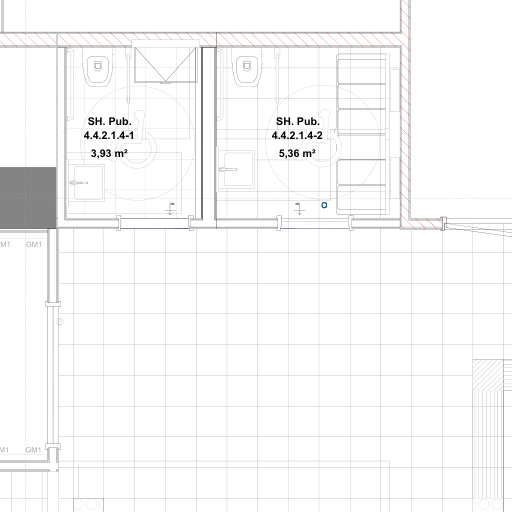 SH. Pub.
4.4.2.1.4-1
3,93 m²
SH. Pub.
4.4.2.1.4-2
5,36 m²
GM1
GM1
M1
GM1